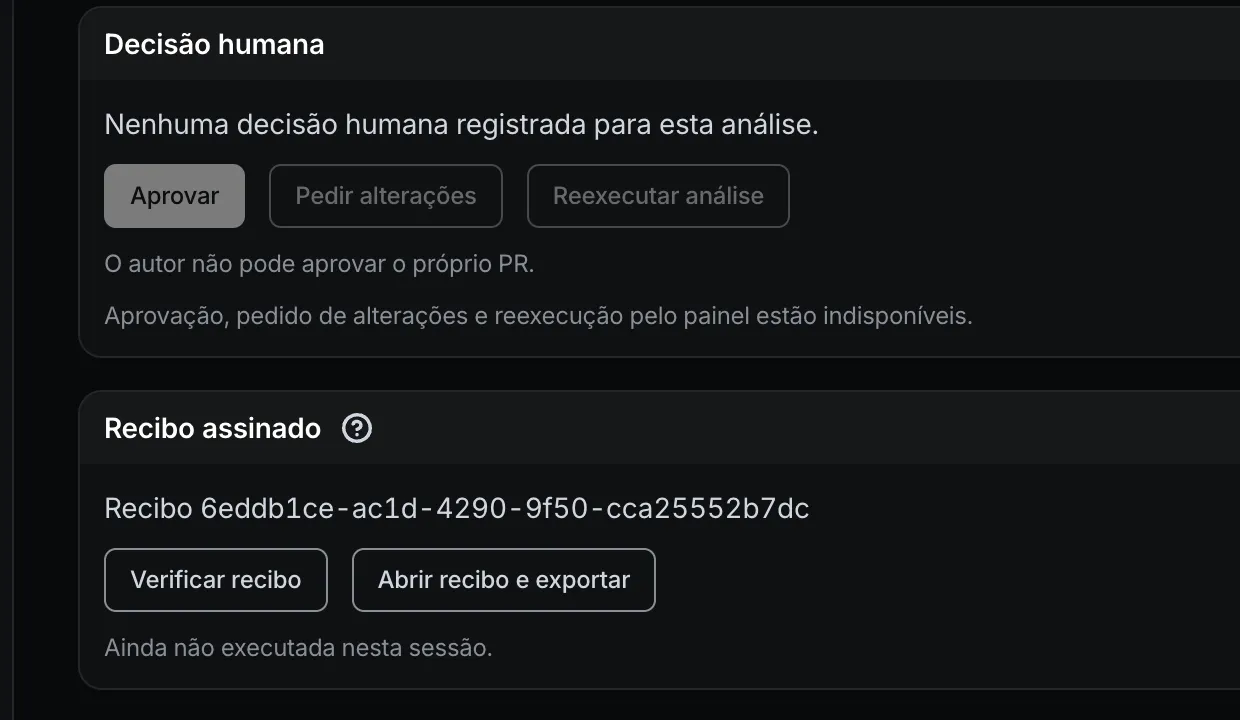 Decisão humana
Nenhuma decisão humana registrada para esta análise.
Aprovar
Pedir alterações
Reexecutar análise
O autor não pode aprovar o próprio PR.
Aprovação, pedido de alterações e reexecução pelo painel estão indisponíveis.
Recibo assinado
Recibo 6eddb1ce-ac1d-4290-9f50-cca25552b7dc
Verificar recibo
Abrir recibo e exportar
Ainda não executada nesta sessão.